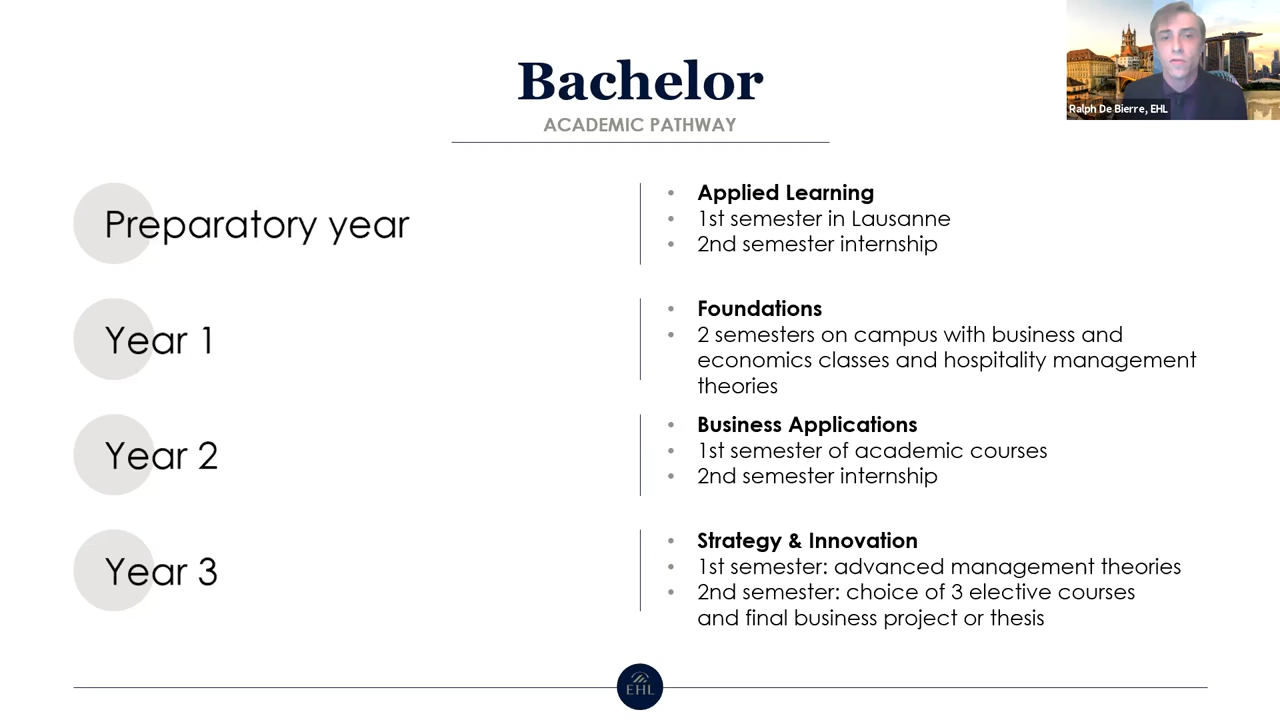 Bachelor
ACADEMIC PATHWAY
Ralph De Bierre, EHL
Preparatory year
• Applied Learning
• 1st semester in Lausanne
• 2nd semester internship
Year 1
• Foundations
• 2 semesters on campus with business and
economics classes and hospitality management
theories
Year 2
• Business Applications
• 1st semester of academic courses
• 2nd semester internship
Year 3
• Strategy & Innovation
• 1st semester: advanced management theories
• 2nd semester: choice of 3 elective courses
and final business project or thesis
EHL